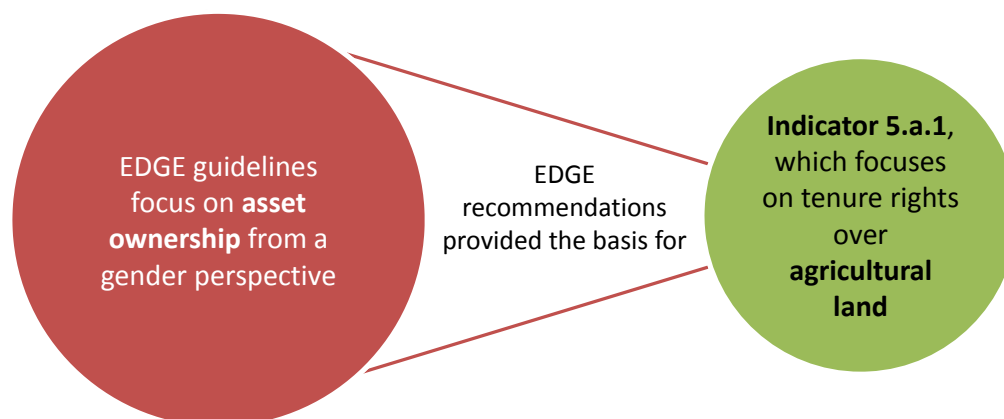 EDGE guidelines
focus on asset
ownership from a
gender perspective
EDGE
recommendations
provided the basis for
Indicator 5.a.1,
which focuses
on tenure rights
over
agricultural
land